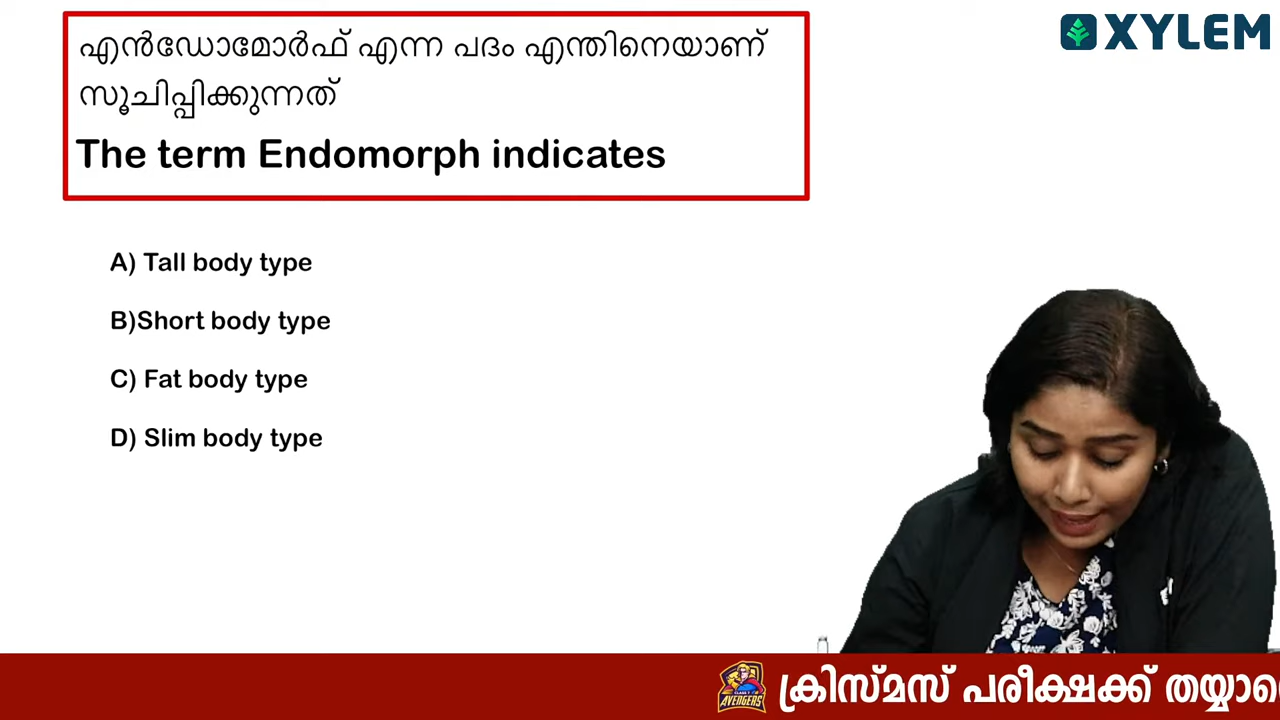 എൻഡോമോർഫ് എന്ന പദം എന്തിനെയാണ്
സൂചിപ്പിക്കുന്നത്
The term Endomorph indicates
XYLEM
A) Tall body type
B)Short body type
C) Fat body type
D) Slim body type
AVENGERS
ക്രിസ്മസ് പരീക്ഷക്ക്